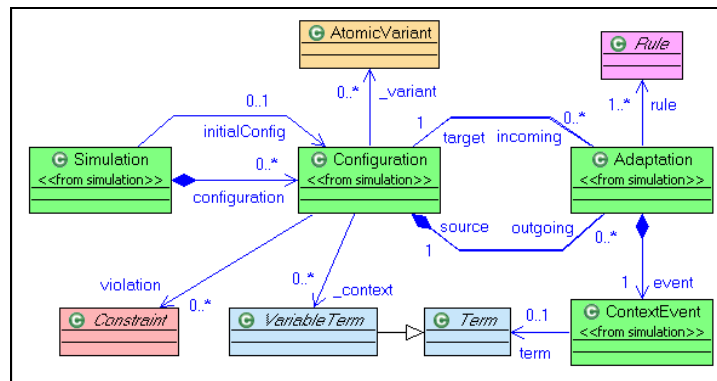 C AtomicVariant
C Rule
0..*
_variant
1..*
rule
0..1
initialConfig
1
target
incoming
0..*
C Simulation
<<from simulation>>
0..*
configuration
C Configuration
<<from simulation>>
C Adaptation
<<from simulation>>
source
1
outgoing
0..*
violation
0..*
0..*
_context
1
event
C Constraint
C VariableTerm
C Term
0..1
term
C ContextEvent
<<from simulation>>